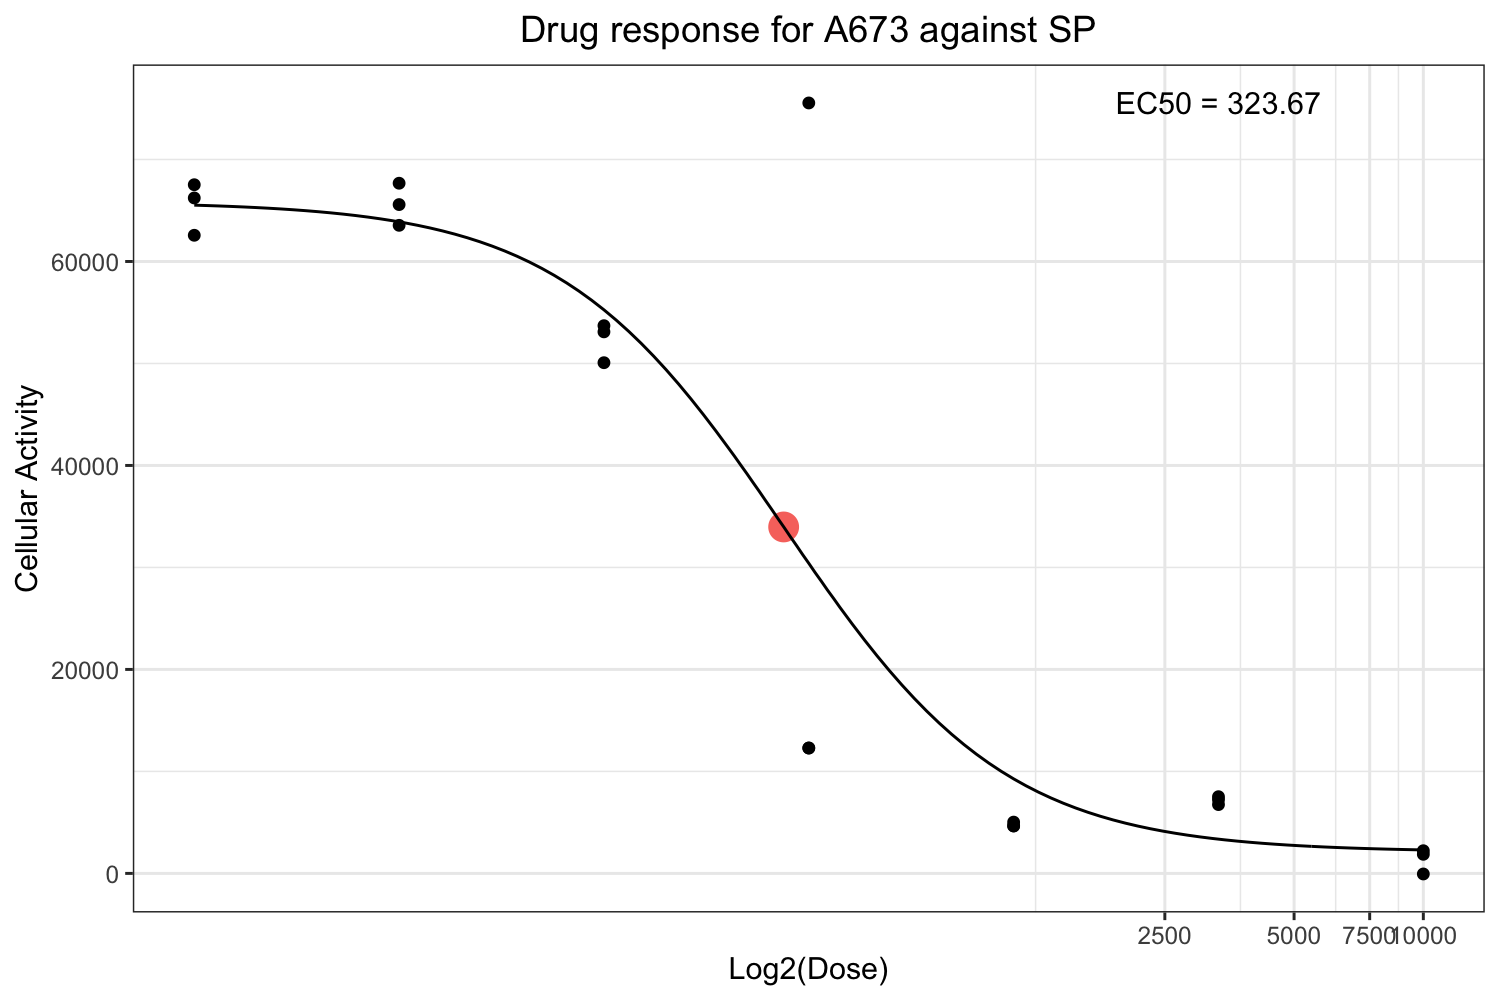 Drug response for A673 against SP
EC50 = 323.67
60000
40000
20000
0
Cellular Activity
2500 5000 7500 10000
Log2(Dose)